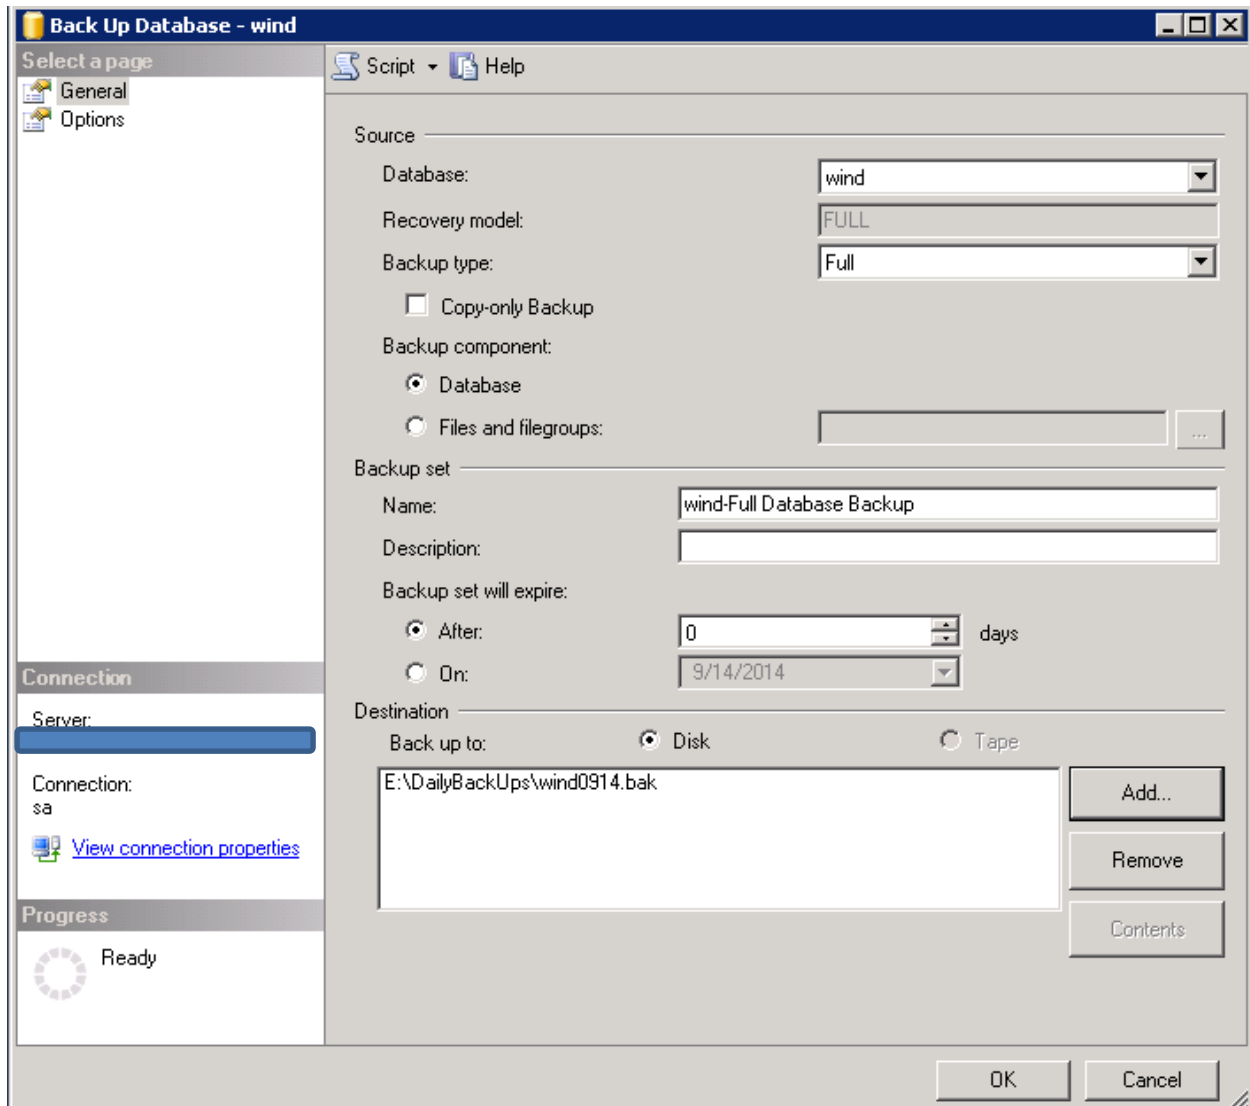 Back Up Database - wind
Select a page
General
Options
Script Help
Source
Database: wind
Recovery model: FULL
Backup type: Full
Copy-only Backup
Backup component:
Database
Files and filegroups: ...
Backup set
Name: wind-Full Database Backup
Description:
Backup set will expire:
After: 0 days
On: 9/14/2014
Destination
Back up to: Disk Tape
E:\DailyBackUps\wind0914.bak
Add...
Remove
Contents
Connection
Server:
Connection:
sa
View connection properties
Progress
Ready
OK Cancel